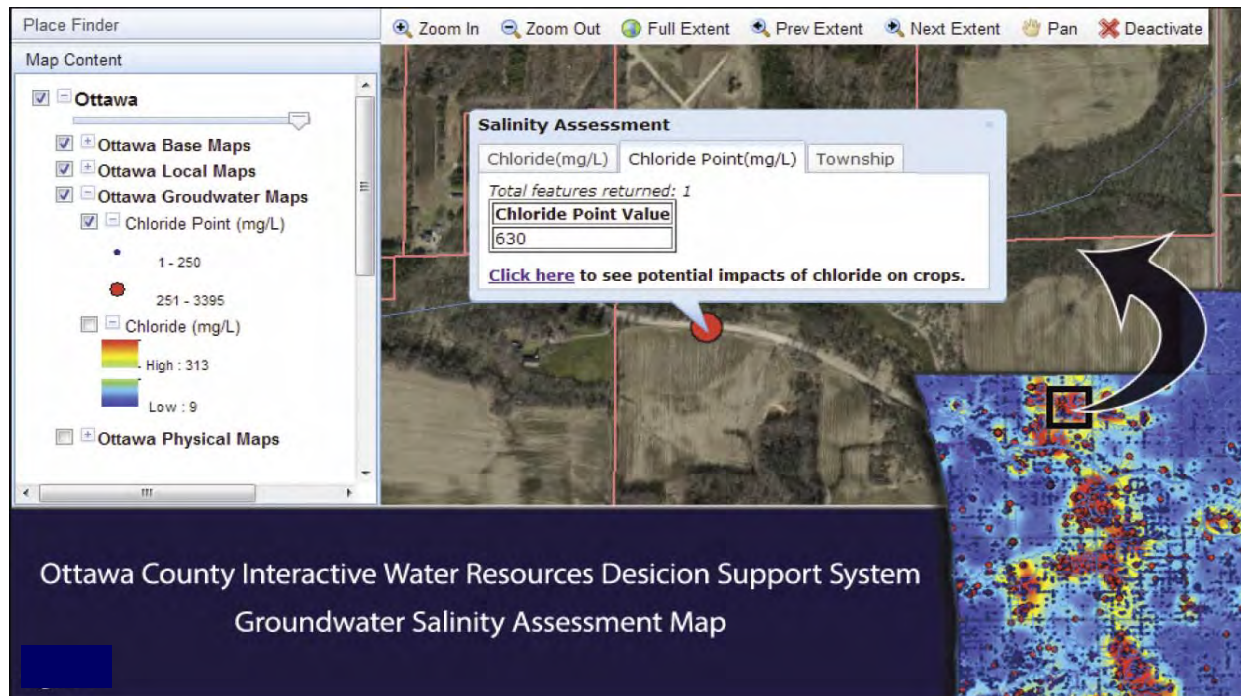 Place Finder
Map Content
Ottawa
Ottawa Base Maps
Ottawa Local Maps
Ottawa Groudwater Maps
Chloride Point (mg/L)
1 - 250
251 - 3395
Chloride (mg/L)
High : 313
Low : 9
Ottawa Physical Maps
Zoom In Zoom Out Full Extent Prev Extent Next Extent Pan Deactivate
Salinity Assessment
Chloride(mg/L) Chloride Point(mg/L) Township
Total features returned: 1
Chloride Point Value
630
Click here to see potential impacts of chloride on crops.
Ottawa County Interactive Water Resources Desicion Support System
Groundwater Salinity Assessment Map